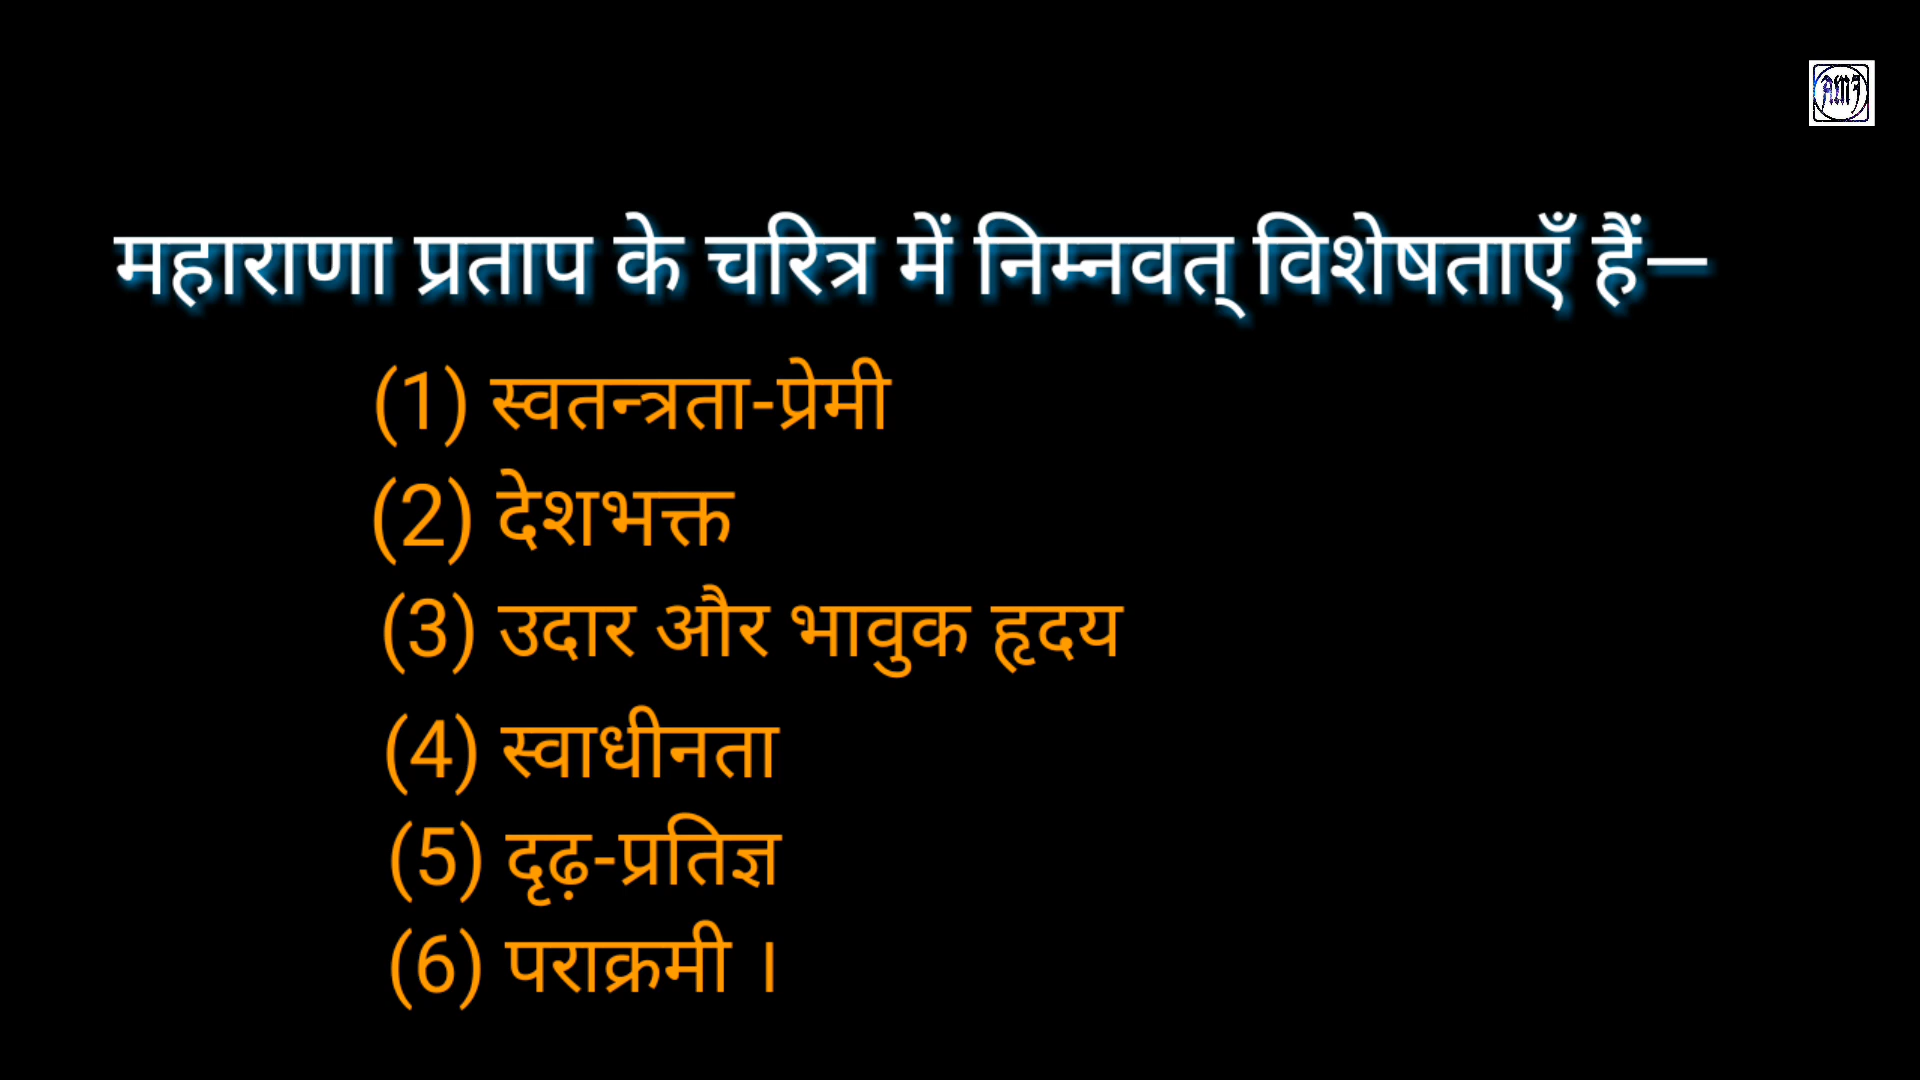 AMJ
महाराणा प्रताप के चरित्र में निम्नवत् विशेषताएँ हैं—
(1) स्वतन्त्रता-प्रेमी
(2) देशभक्त
(3) उदार और भावुक हृदय
(4) स्वाधीनता
(5) दृढ़-प्रतिज्ञ
(6) पराक्रमी ।